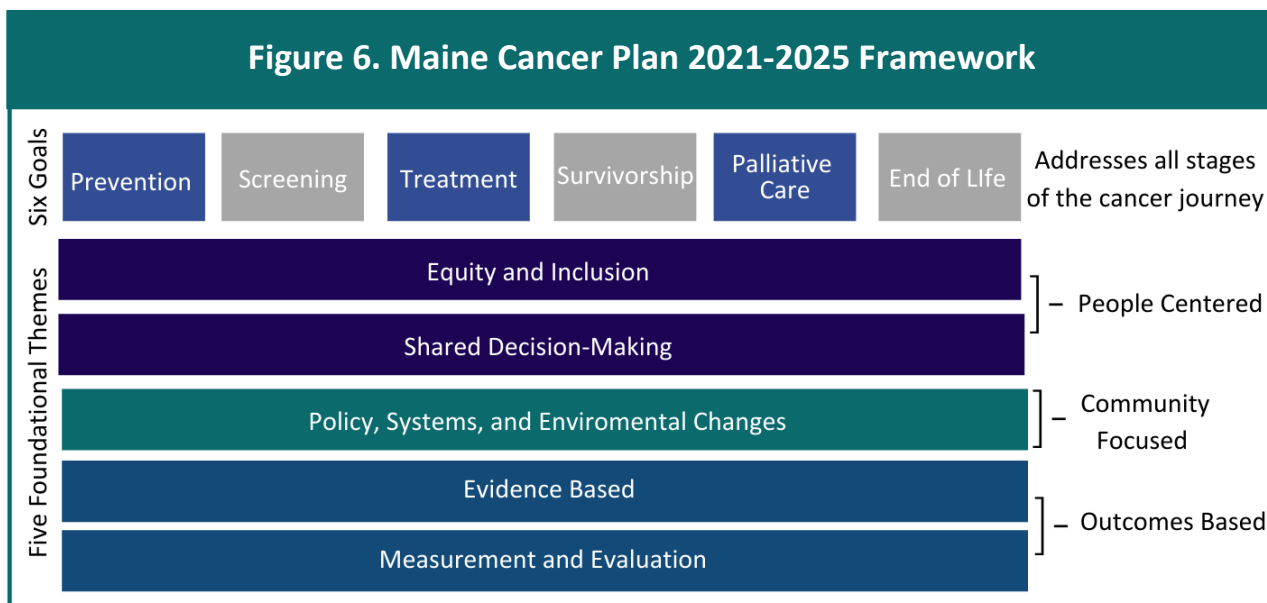 Figure 6. Maine Cancer Plan 2021-2025 Framework
Six Goals
Prevention
Screening
Treatment
Survivorship
Palliative
Care
End of LIfe
Addresses all stages
of the cancer journey
Five Foundational Themes
Equity and Inclusion
Shared Decision-Making
– People Centered
Policy, Systems, and Enviromental Changes
– Community
Focused
Evidence Based
Measurement and Evaluation
– Outcomes Based